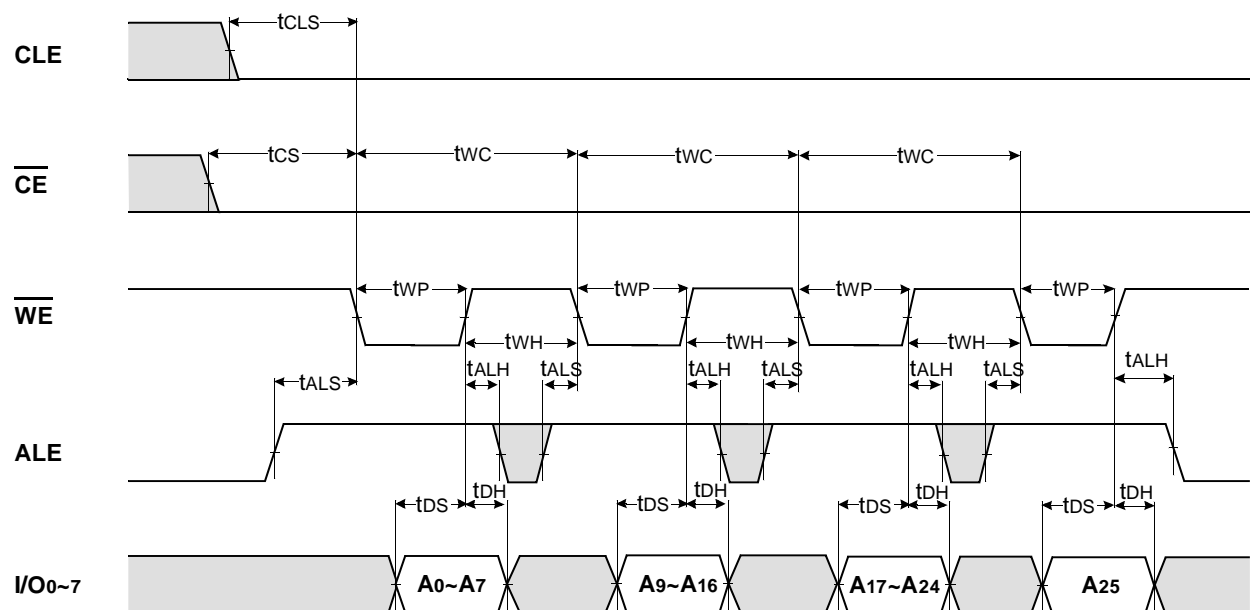 CLE
tCLS
CE
tCS
tWC
tWC
tWC
WE
tWP
tWP
tWP
tWP
tWH
tWH
tWH
tALS
tALH
tALS
tALH
tALS
tALH
tALS
tALH
ALE
tDS
tDH
tDS
tDH
tDS
tDH
tDS
tDH
I/O0~7
A0~A7
A9~A16
A17~A24
A25